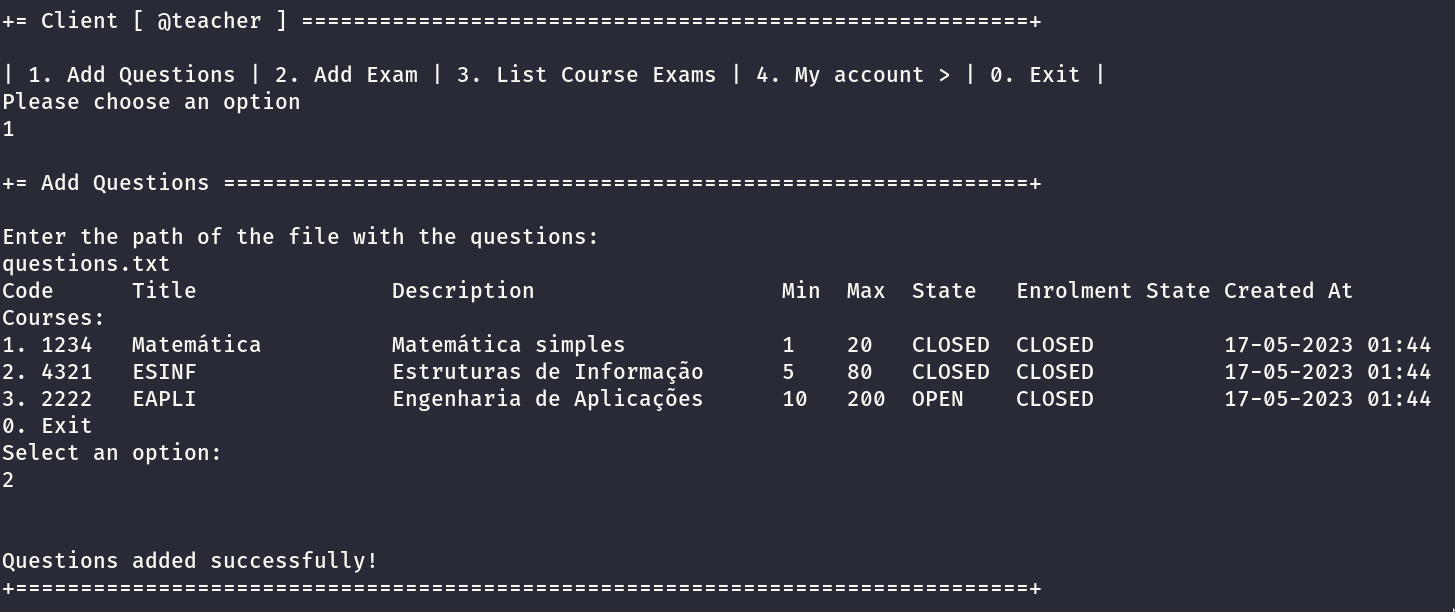 += Client [ @teacher ] ========================================================+
| 1. Add Questions | 2. Add Exam | 3. List Course Exams | 4. My account > | 0. Exit |
Please choose an option
1
+= Add Questions ==============================================================+
Enter the path of the file with the questions:
questions.txt
Code      Title               Description                   Min  Max  State   Enrolment State Created At
Courses:
1. 1234   Matemática          Matemática simples            1    20   CLOSED  CLOSED          17-05-2023 01:44
2. 4321   ESINF               Estruturas de Informação      5    80   CLOSED  CLOSED          17-05-2023 01:44
3. 2222   EAPLI               Engenharia de Aplicações      10   200  OPEN    CLOSED          17-05-2023 01:44
0. Exit
Select an option:
2
Questions added successfully!
+==============================================================================+